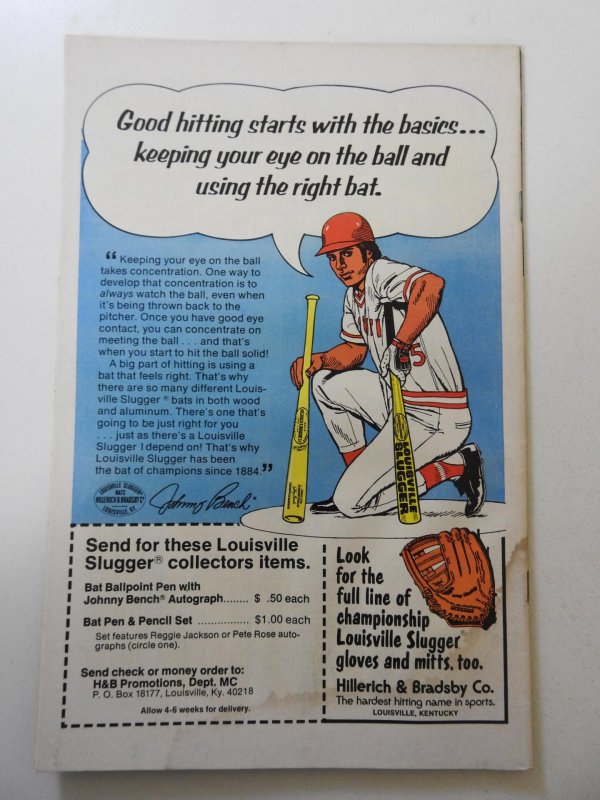 Good hitting starts with the basics...
keeping your eye on the ball and
using the right bat.
“Keeping your eye on the ball
takes concentration. One way to
develop that concentration is to
always watch the ball, even when
it's being thrown back to the
pitcher. Once you have good eye
contact, you can concentrate on
meeting the ball . . . and that's
when you start to hit the ball solid!
A big part of hitting is using a
bat that feels right. That's why
there are so many different Louis-
ville Slugger® bats in both wood
and aluminum. There's one that's
going to be just right for you
. . . just as there's a Louisville
Slugger I depend on! That's why
Louisville Slugger has been
the bat of champions since 1884.”
LOUISVILLE SLUGGER
BATS
HILLERICH & BRADSBY Co
LOUISVILLE, KY.
Johnny Bench
5
LOUISVILLE
SLUGGER
Send for these Louisville
Slugger® collectors items.
Bat Ballpoint Pen with
Johnny Bench® Autograph....... $ .50 each
Bat Pen & Pencil Set ................ $1.00 each
Set features Reggie Jackson or Pete Rose auto-
graphs (circle one).
Send check or money order to:
H&B Promotions, Dept. MC
P. O. Box 18177, Louisville, Ky. 40218
Allow 4-6 weeks for delivery.
Look
for the
full line of
championship
Louisville Slugger®
gloves and mitts, too.
Hillerich & Bradsby Co.
The hardest hitting name in sports.
LOUISVILLE, KENTUCKY